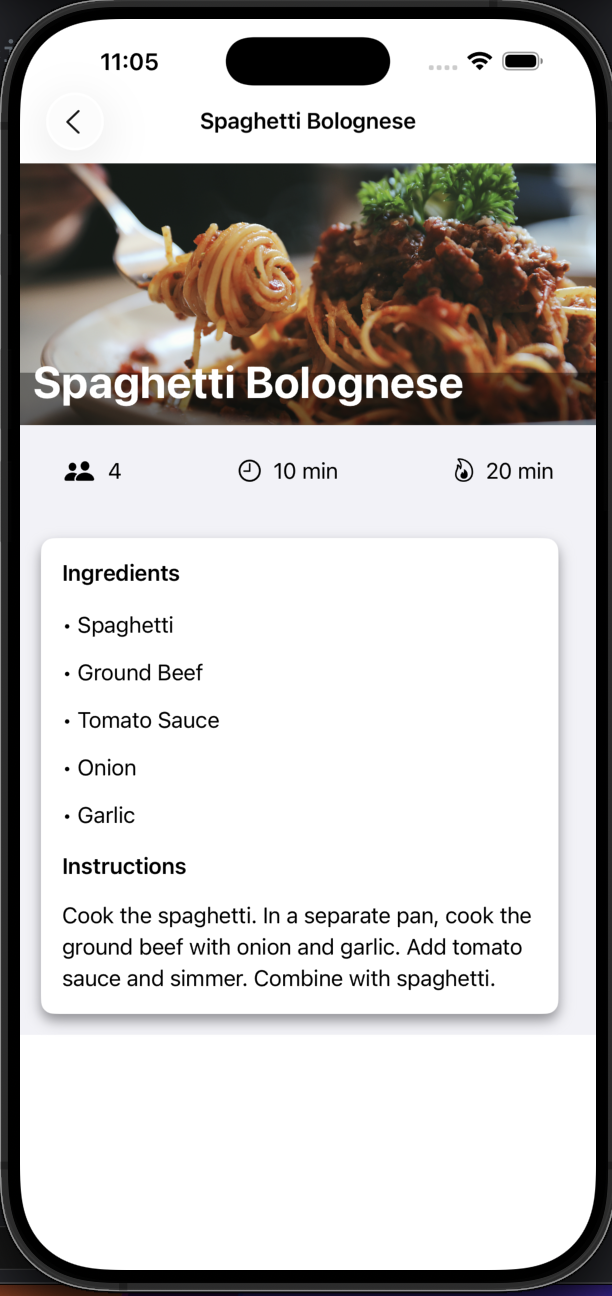 11:05
Spaghetti Bolognese
Spaghetti Bolognese
4
10 min
20 min
Ingredients
• Spaghetti
• Ground Beef
• Tomato Sauce
• Onion
• Garlic
Instructions
Cook the spaghetti. In a separate pan, cook the
ground beef with onion and garlic. Add tomato
sauce and simmer. Combine with spaghetti.